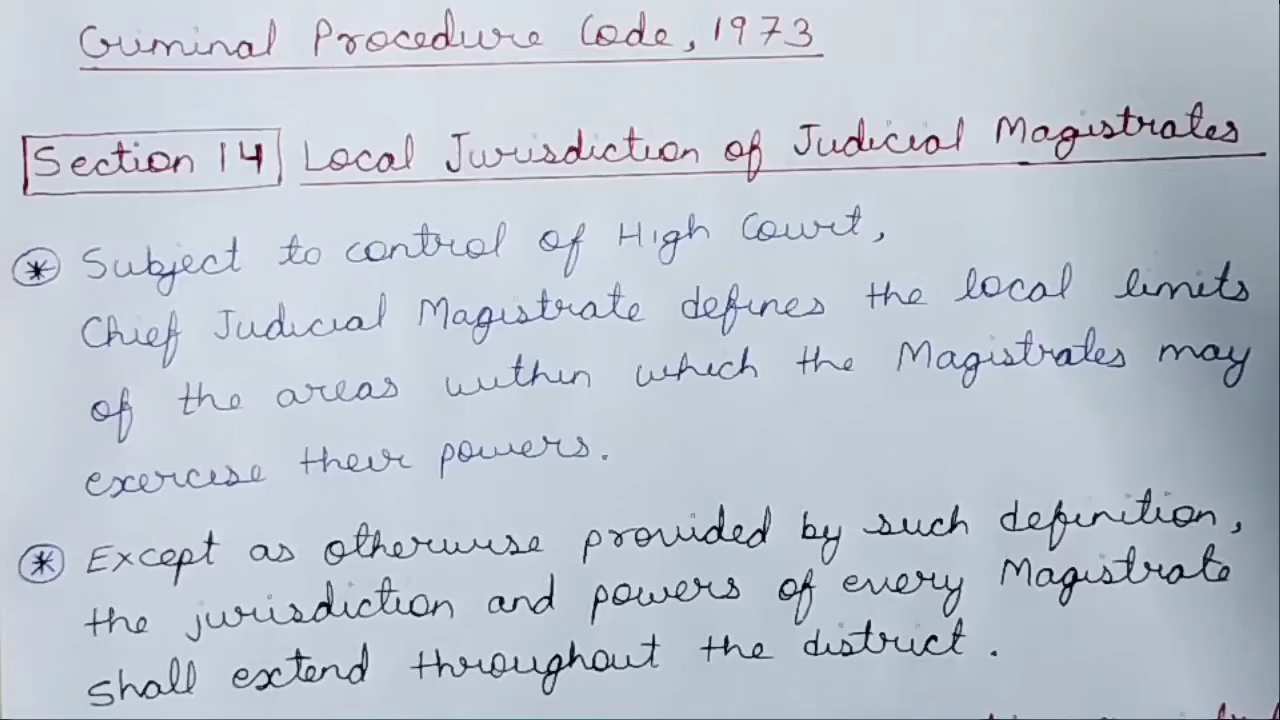 Criminal Procedure Code, 1973
Section 14 Local Jurisdiction of Judicial Magistrates
* Subject to control of High Court,
Chief Judicial Magistrate defines the local limits
of the areas within which the Magistrates may
exercise their powers.
* Except as otherwise provided by such definition,
the jurisdiction and powers of every Magistrate
shall extend throughout the district.